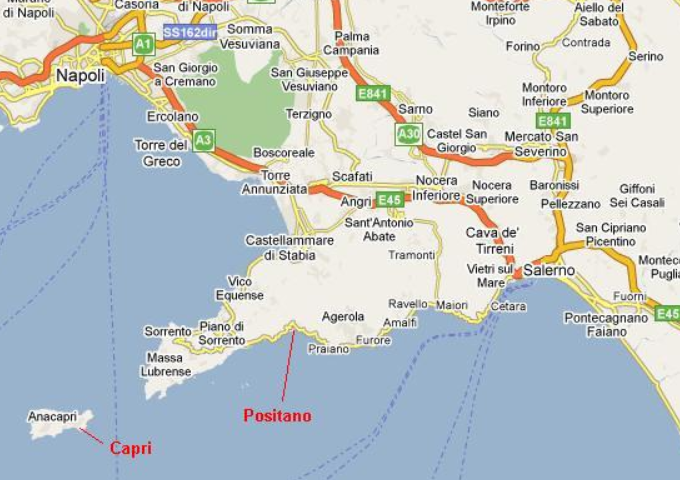 di Napoli
Casoria
di Napoli
Monteforte
Irpino
Aiello del
Sabato
SS162dir
Somma
Vesuviana
A1
A30
Palma
Campania
Forino
Contrada
Serino
Napoli
San Giorgio
a Cremano
San Giuseppe
Vesuviano
E841
Montoro
Inferiore
Montoro
Superiore
Ercolano
Terzigno
Sarno
Siano
E841
A3
A30
Castel San
Giorgio
Mercato San
Severino
Torre del
Greco
Boscoreale
Torre
Annunziata
Scafati
Nocera
Inferiore
Nocera
Superiore
Baronissi
Pellezzano
Giffoni
Sei Casali
Angri
E45
Sant'Antonio
Abate
Cava de'
Tirreni
San Cipriano
Picentino
Castellammare
di Stabia
Tramonti
Vietri sul
Mare
Salerno
Montec
Puglia
Vico
Equense
Ravello
Maiori
Cetara
Fuorni
E45
Pontecagnano
Faiano
Sorrento
Piano di
Sorrento
Agerola
Amalfi
Furore
Praiano
Massa
Lubrense
Positano
Anacapri
Capri